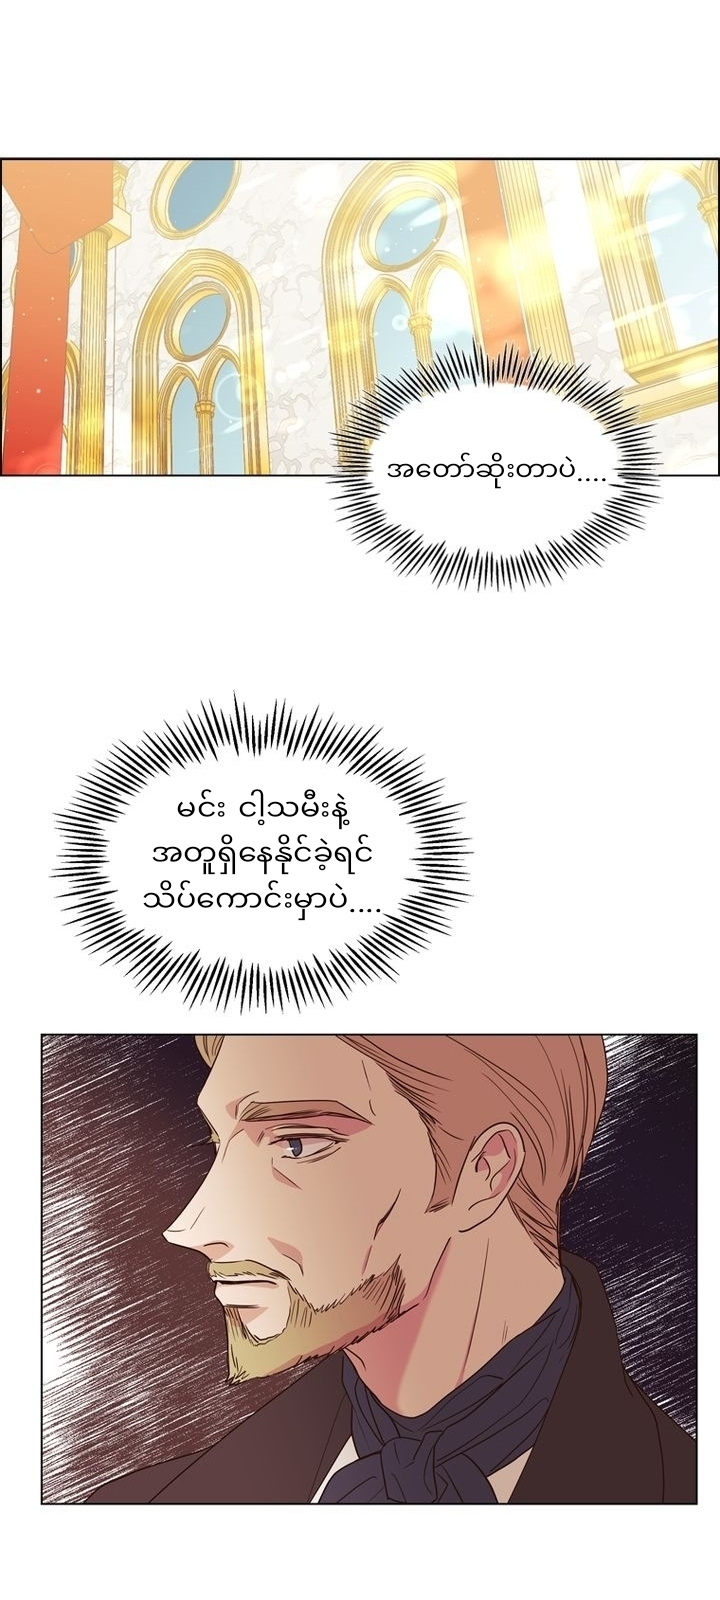 အတော်ဆိုးတာပဲ....
မင်း ငါ့သမီးနဲ့
အတူရှိနေနိုင်ခဲ့ရင်
သိပ်ကောင်းမှာပဲ....